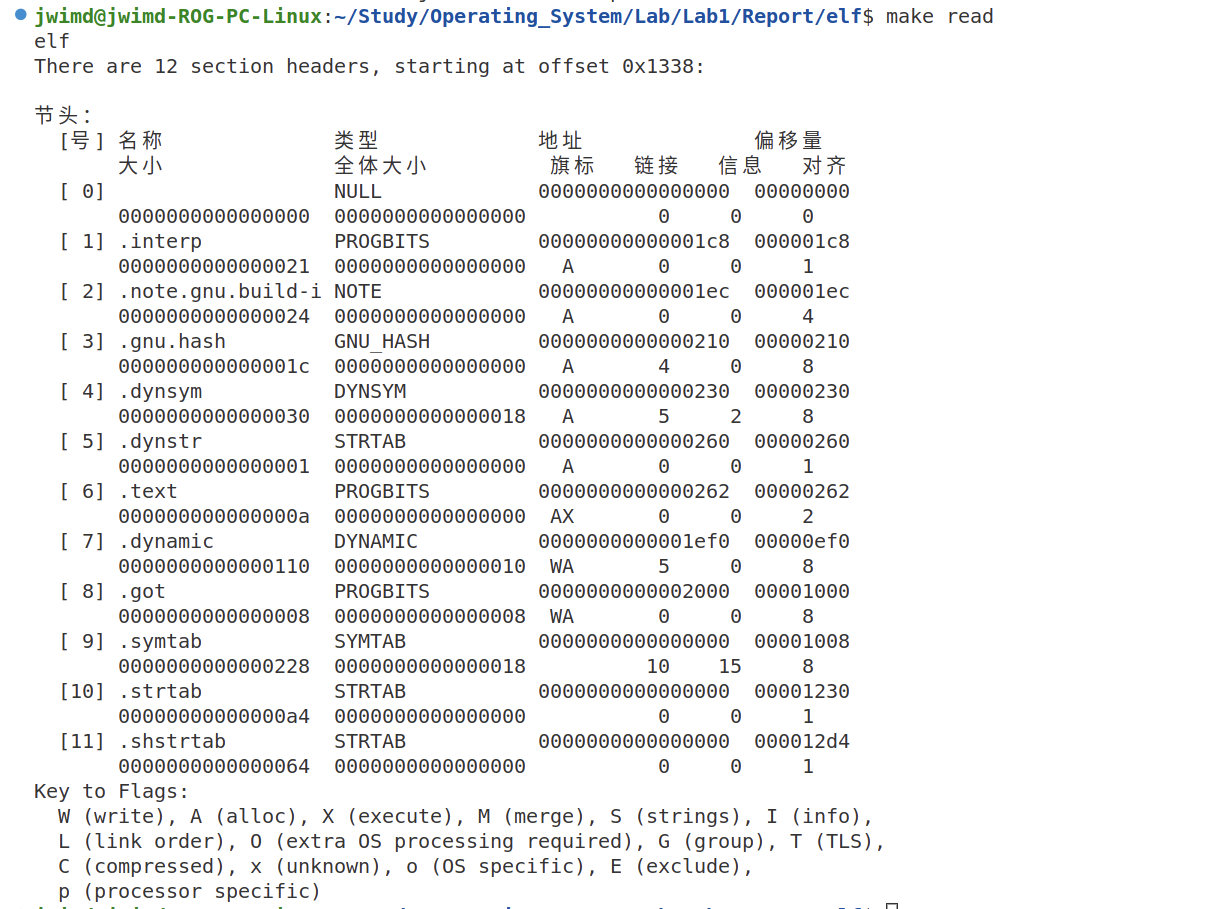 jwimd@jwimd-ROG-PC-Linux:~/Study/Operating_System/Lab/Lab1/Report/elf$ make read
elf
There are 12 section headers, starting at offset 0x1338:
节头:
[号] 名称 类型 地址 偏移量
大小 全体大小 旗标 链接 信息 对齐
[ 0] NULL 0000000000000000 00000000
0000000000000000 0000000000000000 0 0 0
[ 1] .interp PROGBITS 00000000000001c8 000001c8
0000000000000021 0000000000000000 A 0 0 1
[ 2] .note.gnu.build-i NOTE 00000000000001ec 000001ec
0000000000000024 0000000000000000 A 0 0 4
[ 3] .gnu.hash GNU_HASH 0000000000000210 00000210
000000000000001c 0000000000000000 A 4 0 8
[ 4] .dynsym DYNSYM 0000000000000230 00000230
0000000000000030 0000000000000018 A 5 2 8
[ 5] .dynstr STRTAB 0000000000000260 00000260
0000000000000001 0000000000000000 A 0 0 1
[ 6] .text PROGBITS 0000000000000262 00000262
000000000000000a 0000000000000000 AX 0 0 2
[ 7] .dynamic DYNAMIC 0000000000001ef0 00000ef0
0000000000000110 0000000000000010 WA 5 0 8
[ 8] .got PROGBITS 0000000000002000 00001000
0000000000000008 0000000000000008 WA 0 0 8
[ 9] .symtab SYMTAB 0000000000000000 00001008
0000000000000228 0000000000000018 10 15 8
[10] .strtab STRTAB 0000000000000000 00001230
00000000000000a4 0000000000000000 0 0 1
[11] .shstrtab STRTAB 0000000000000000 000012d4
0000000000000064 0000000000000000 0 0 1
Key to Flags:
W (write), A (alloc), X (execute), M (merge), S (strings), I (info),
L (link order), O (extra OS processing required), G (group), T (TLS),
C (compressed), x (unknown), o (OS specific), E (exclude),
p (processor specific)